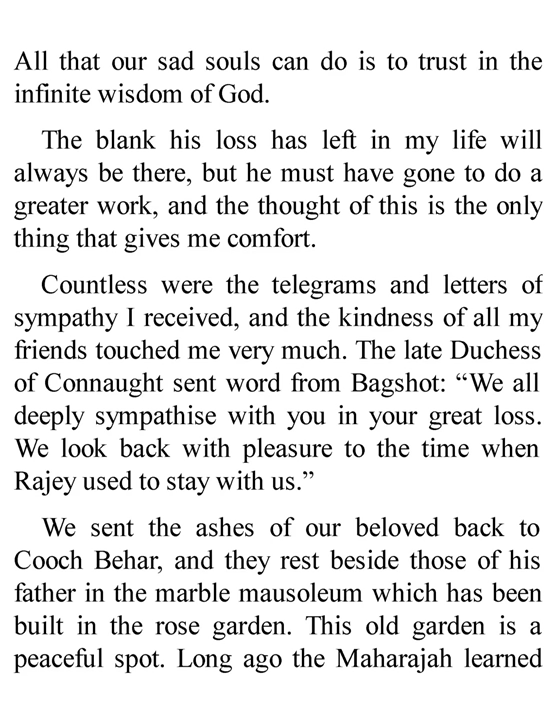 All that our sad souls can do is to trust in the
infinite wisdom of God.
The blank his loss has left in my life will
always be there, but he must have gone to do a
greater work, and the thought of this is the only
thing that gives me comfort.
Countless were the telegrams and letters of
sympathy I received, and the kindness of all my
friends touched me very much. The late Duchess
of Connaught sent word from Bagshot: “We all
deeply sympathise with you in your great loss.
We look back with pleasure to the time when
Rajey used to stay with us.”
We sent the ashes of our beloved back to
Cooch Behar, and they rest beside those of his
father in the marble mausoleum which has been
built in the rose garden. This old garden is a
peaceful spot. Long ago the Maharajah learned